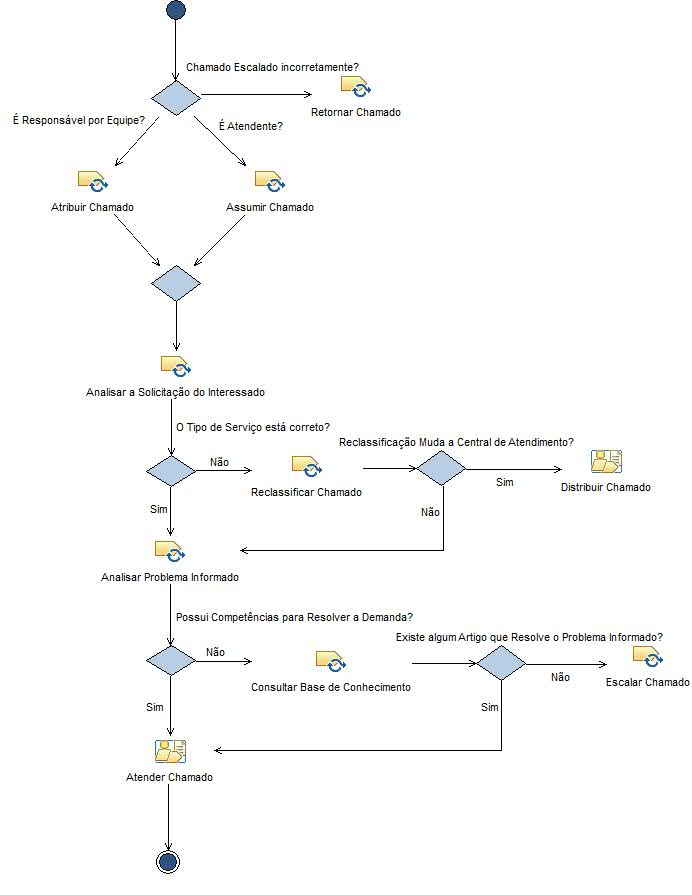 Chamado Escalado incorretamente?
Retornar Chamado
É Responsável por Equipe?
É Atendente?
Atribuir Chamado
Assumir Chamado
Analisar a Solicitação do Interessado
O Tipo de Serviço está correto?
Reclassificação Muda a Central de Atendimento?
Não
Reclassificar Chamado
Sim
Distribuir Chamado
Sim
Não
Analisar Problema Informado
Possui Competências para Resolver a Demanda?
Existe algum Artigo que Resolve o Problema Informado?
Não
Consultar Base de Conhecimento
Não
Escalar Chamado
Sim
Sim
Atender Chamado